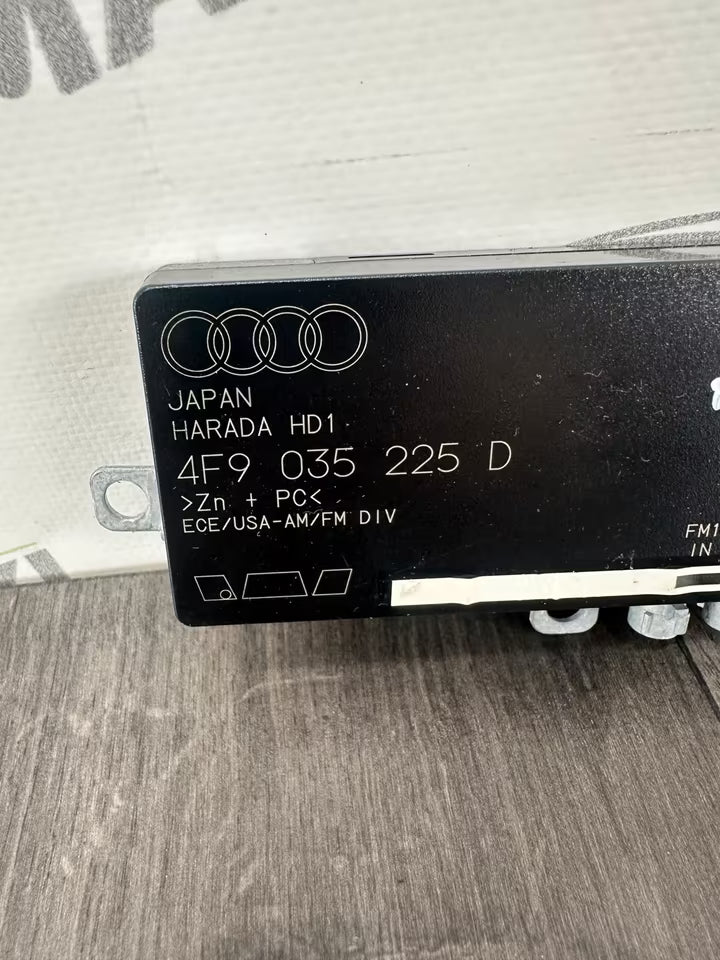 JAPAN
HARADA HD1
4F9 035 225 D
>Zn + PC<
ECE/USA-AM/FM DIV
FM1
IN